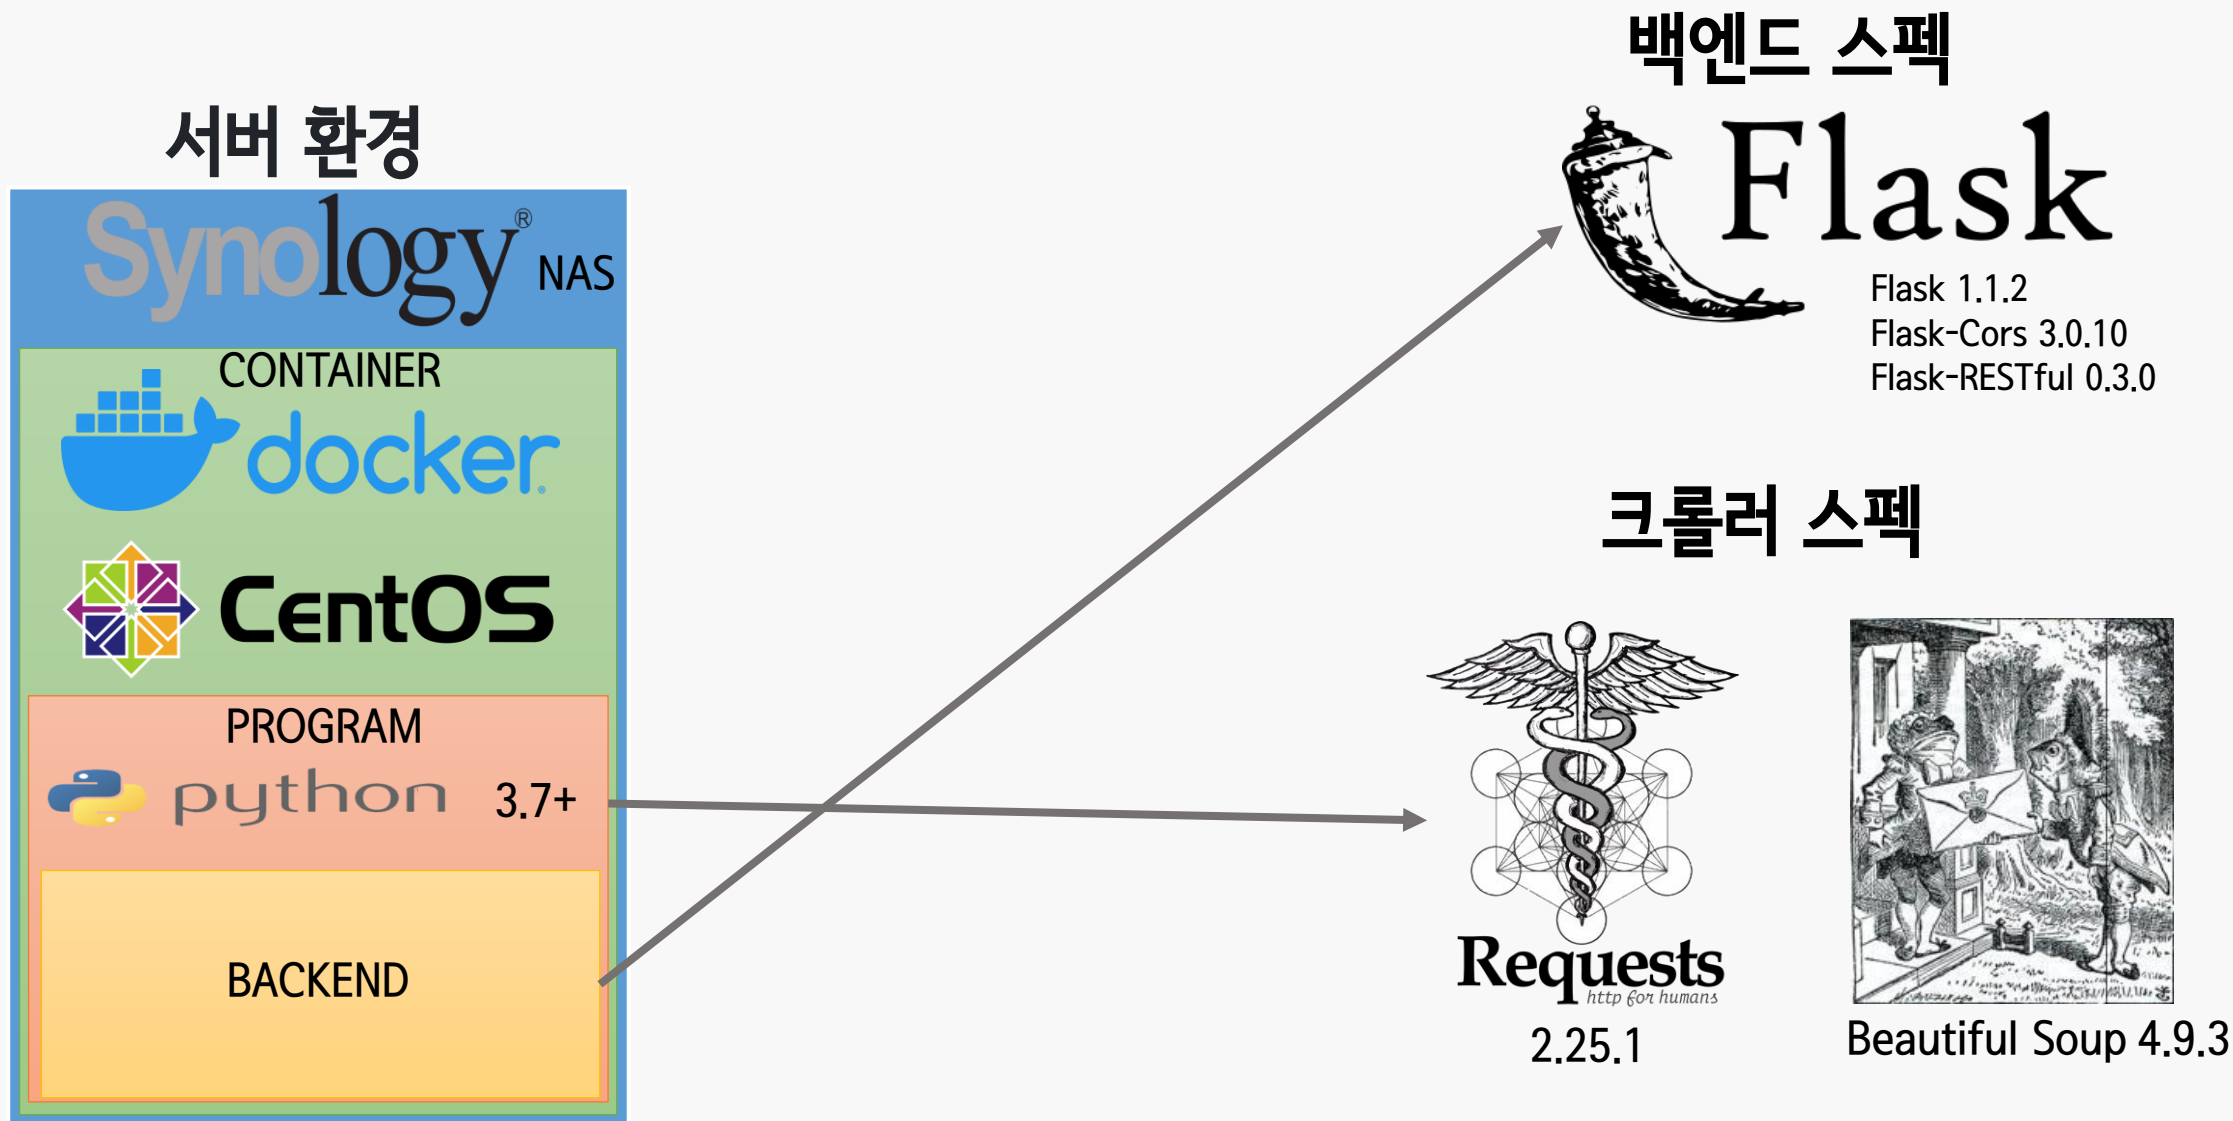 서버 환경
Synology® NAS
CONTAINER
docker
CentOS
PROGRAM
python 3.7+
BACKEND
백엔드 스펙
Flask
Flask 1.1.2
Flask-Cors 3.0.10
Flask-RESTful 0.3.0
크롤러 스펙
Requests
http for humans
2.25.1
Beautiful Soup 4.9.3